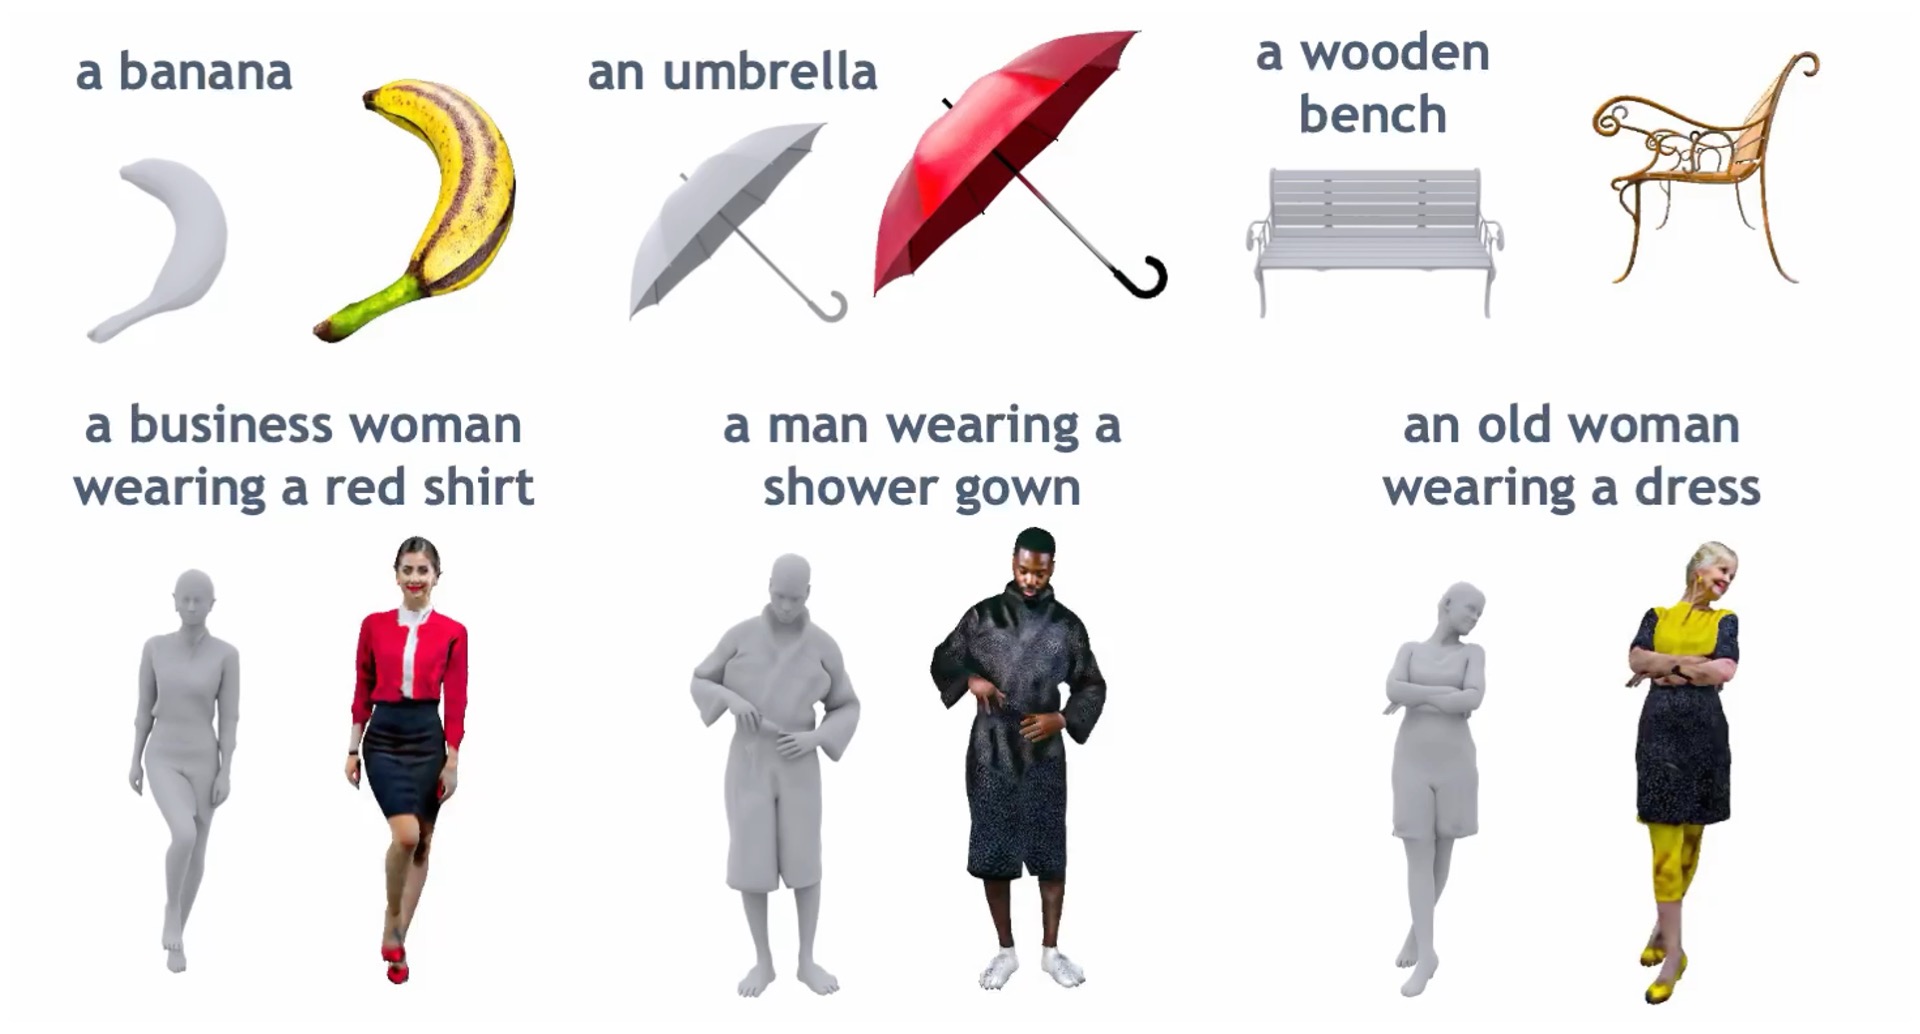 a banana
an umbrella
a wooden
bench
a business woman
wearing a red shirt
a man wearing a
shower gown
an old woman
wearing a dress